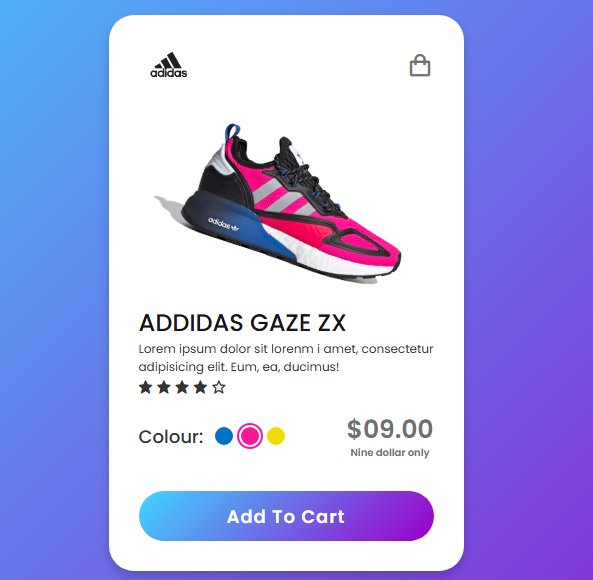 adidas
adidas
ADDIDAS GAZE ZX
Lorem ipsum dolor sit lorenm i amet, consectetur
adipisicing elit. Eum, ea, ducimus!
Colour:
$09.00
Nine dollar only
Add To Cart